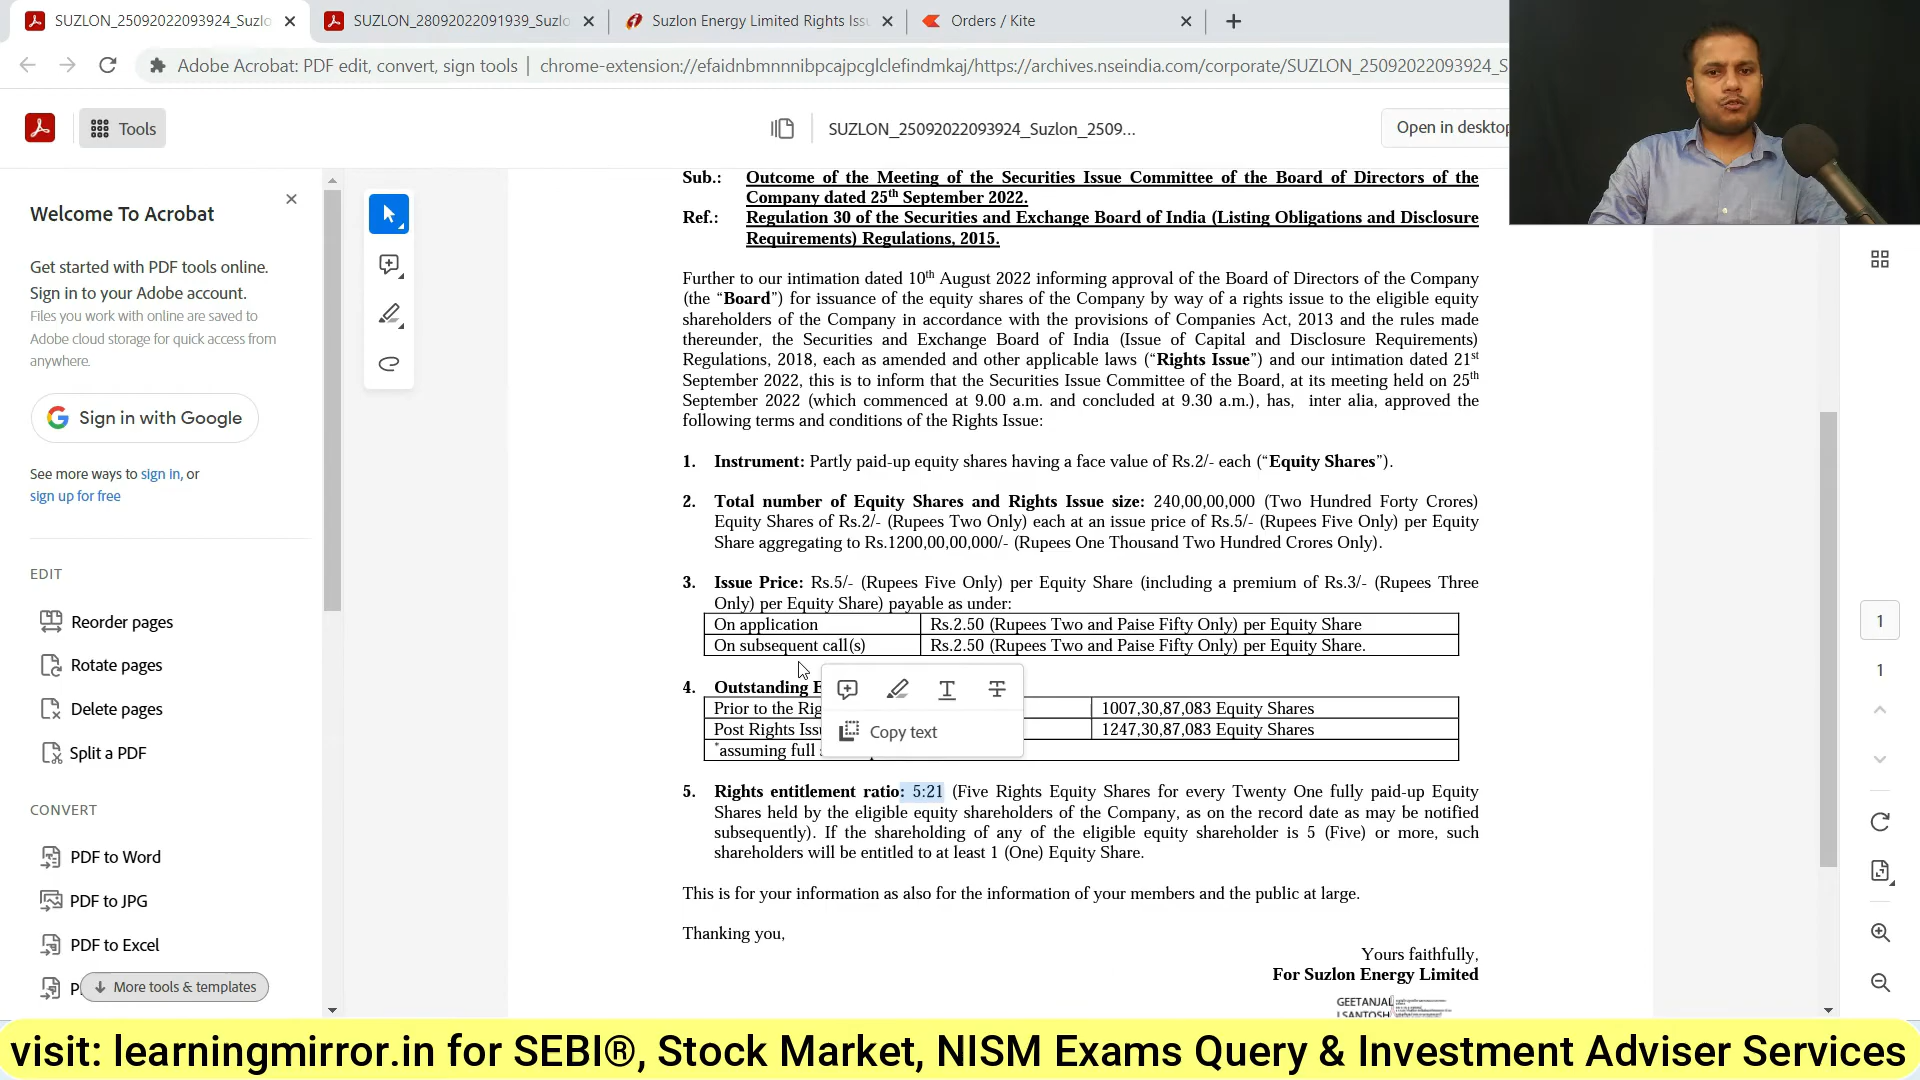 SUZLON_25092022093924_Suzlo
SUZLON_28092022091939_Suzlo
Suzlon Energy Limited Rights Iss
Orders / Kite
Adobe Acrobat: PDF edit, convert, sign tools
chrome-extension://efaidnbmnnnibpcajpcglclefindmkaj/https://archives.nseindia.com/corporate/SUZLON_25092022093924_S
Tools
SUZLON_25092022093924_Suzlon_2509...
Open in desktop
Welcome To Acrobat
Get started with PDF tools online.
Sign in to your Adobe account.
Files you work with online are saved to
Adobe cloud storage for quick access from
anywhere.
Sign in with Google
See more ways to sign in, or
sign up for free
EDIT
Reorder pages
Rotate pages
Delete pages
Split a PDF
CONVERT
PDF to Word
PDF to JPG
PDF to Excel
P
More tools & templates
Sub.: Outcome of the Meeting of the Securities Issue Committee of the Board of Directors of the
Company dated 25th September 2022.
Ref.: Regulation 30 of the Securities and Exchange Board of India (Listing Obligations and Disclosure
Requirements) Regulations, 2015.
Further to our intimation dated 10th August 2022 informing approval of the Board of Directors of the Company
(the “Board”) for issuance of the equity shares of the Company by way of a rights issue to the eligible equity
shareholders of the Company in accordance with the provisions of Companies Act, 2013 and the rules made
thereunder, the Securities and Exchange Board of India (Issue of Capital and Disclosure Requirements)
Regulations, 2018, each as amended and other applicable laws (“Rights Issue”) and our intimation dated 21st
September 2022, this is to inform that the Securities Issue Committee of the Board, at its meeting held on 25th
September 2022 (which commenced at 9.00 a.m. and concluded at 9.30 a.m.), has, inter alia, approved the
following terms and conditions of the Rights Issue:
1. Instrument: Partly paid-up equity shares having a face value of Rs.2/- each (“Equity Shares”).
2. Total number of Equity Shares and Rights Issue size: 240,00,00,000 (Two Hundred Forty Crores)
Equity Shares of Rs.2/- (Rupees Two Only) each at an issue price of Rs.5/- (Rupees Five Only) per Equity
Share aggregating to Rs.1200,00,00,000/- (Rupees One Thousand Two Hundred Crores Only).
3. Issue Price: Rs.5/- (Rupees Five Only) per Equity Share (including a premium of Rs.3/- (Rupees Three
Only) per Equity Share) payable as under:
On application Rs.2.50 (Rupees Two and Paise Fifty Only) per Equity Share
On subsequent call(s) Rs.2.50 (Rupees Two and Paise Fifty Only) per Equity Share.
4. Outstanding E
Prior to the Rig 1007,30,87,083 Equity Shares
Post Rights Issu 1247,30,87,083 Equity Shares
*assuming full
Copy text
5. Rights entitlement ratio: 5:21 (Five Rights Equity Shares for every Twenty One fully paid-up Equity
Shares held by the eligible equity shareholders of the Company, as on the record date as may be notified
subsequently). If the shareholding of any of the eligible equity shareholder is 5 (Five) or more, such
shareholders will be entitled to at least 1 (One) Equity Share.
This is for your information as also for the information of your members and the public at large.
Thanking you,
Yours faithfully,
For Suzlon Energy Limited
GEETANJAL
I SANTOSH
1
1
visit: learningmirror.in for SEBI®, Stock Market, NISM Exams Query & Investment Adviser Services